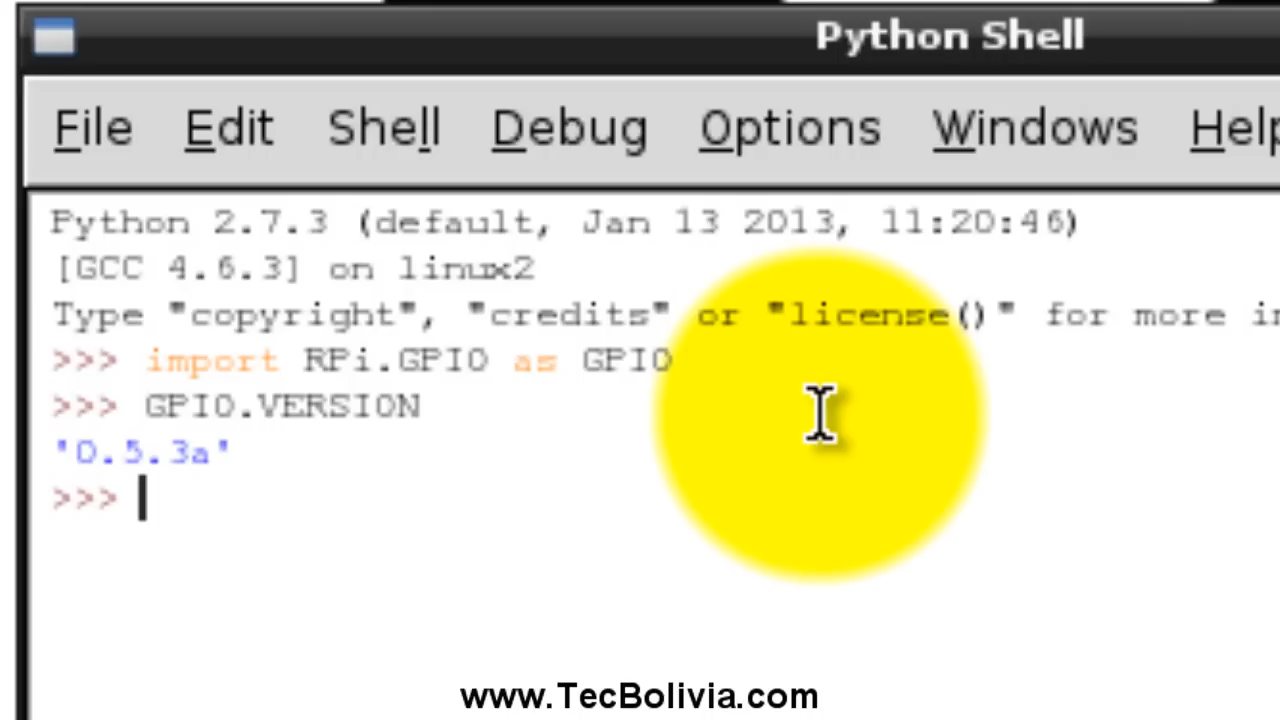 Python Shell
File Edit Shell Debug Options Windows Help
Python 2.7.3 (default, Jan 13 2013, 11:20:46)
[GCC 4.6.3] on linux2
Type "copyright", "credits" or "license()" for more
>>> import RPi.GPIO as GPIO
>>> GPIO.VERSION
'0.5.3a'
>>>
www.TecBolivia.com